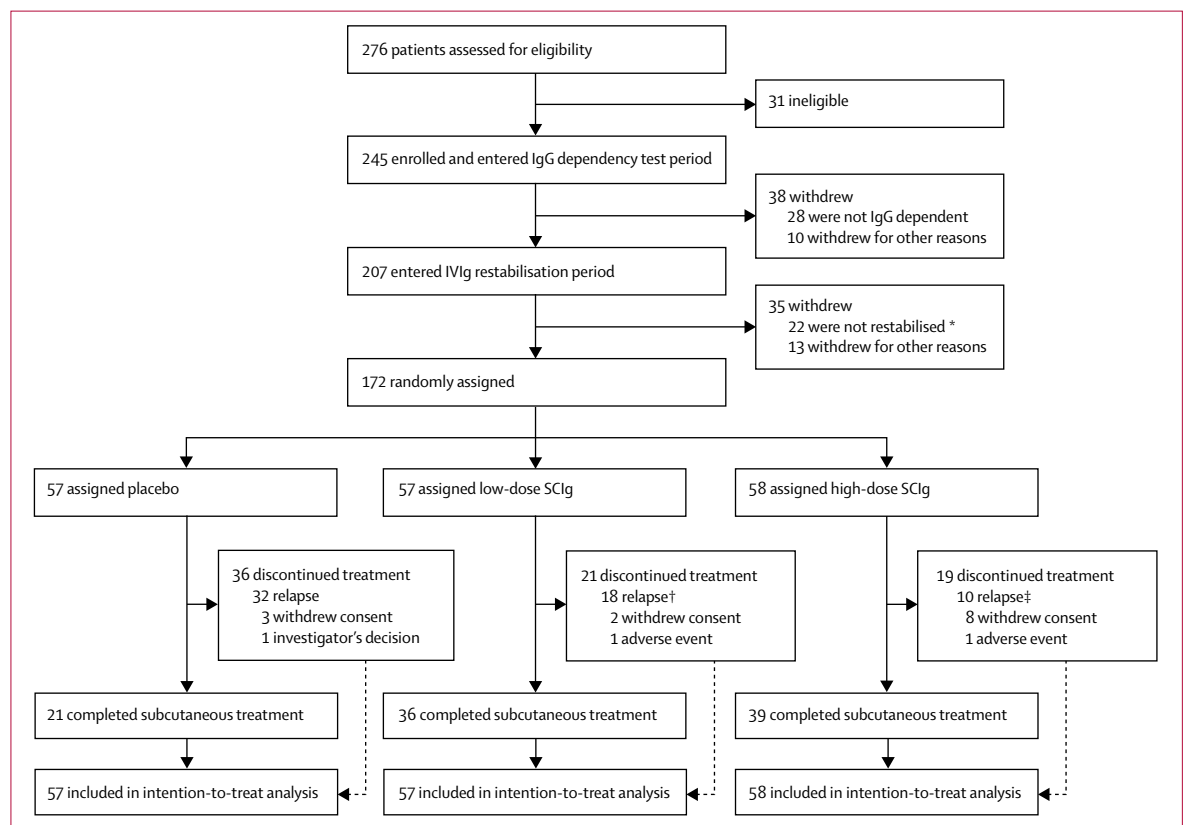 276 patients assessed for eligibility
31 ineligible
245 enrolled and entered IgG dependency test period
38 withdrew
28 were not IgG dependent
10 withdrew for other reasons
207 entered IVIg restabilisation period
35 withdrew
22 were not restabilised *
13 withdrew for other reasons
172 randomly assigned
57 assigned placebo
57 assigned low-dose SCIg
58 assigned high-dose SCIg
36 discontinued treatment
32 relapse
3 withdrew consent
1 investigator's decision
21 discontinued treatment
18 relapse†
2 withdrew consent
1 adverse event
19 discontinued treatment
10 relapse‡
8 withdrew consent
1 adverse event
21 completed subcutaneous treatment
36 completed subcutaneous treatment
39 completed subcutaneous treatment
57 included in intention-to-treat analysis
57 included in intention-to-treat analysis
58 included in intention-to-treat analysis